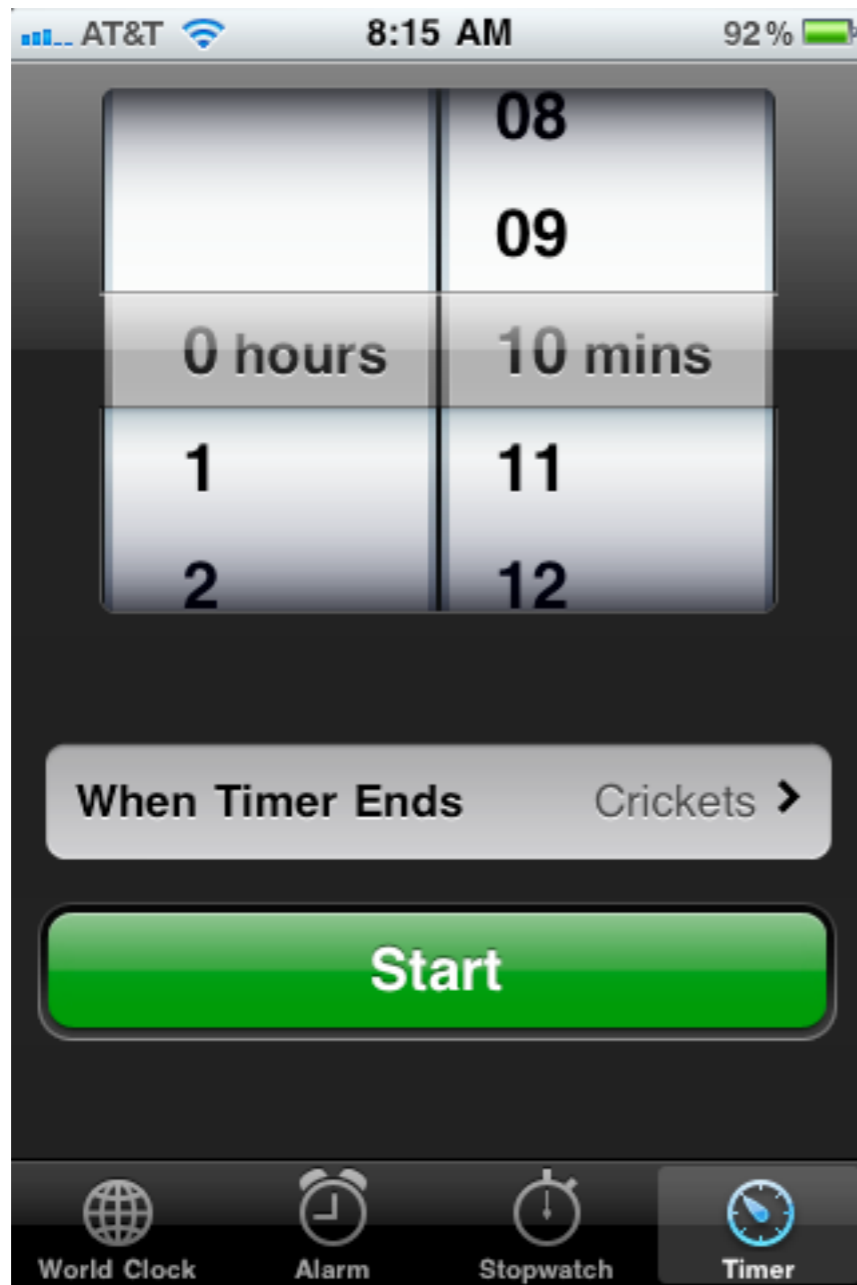 AT&T 8:15 AM 92%
08
09
0 hours 10 mins
1 11
2 12
When Timer Ends Crickets
Start
World Clock Alarm Stopwatch Timer